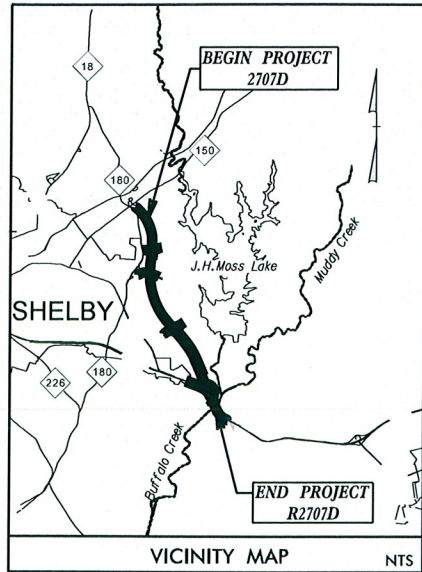 BEGIN PROJECT
2707D
18
150
180
&
J.H.Moss Lake
Muddy Creek
SHELBY
180
226
Buffalo Creek
END PROJECT
R2707D
VICINITY MAP
NTS